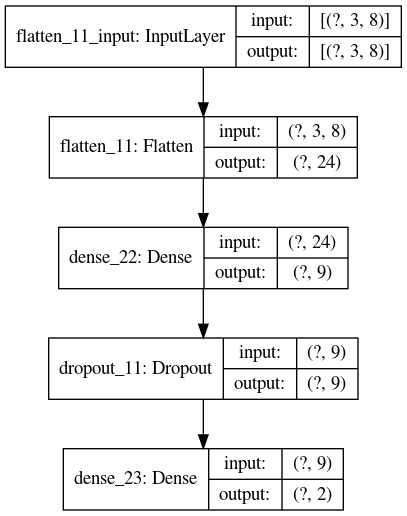 flatten_11_input: InputLayer
input: [(?, 3, 8)]
output: [(?, 3, 8)]
flatten_11: Flatten
input: (?, 3, 8)
output: (?, 24)
dense_22: Dense
input: (?, 24)
output: (?, 9)
dropout_11: Dropout
input: (?, 9)
output: (?, 9)
dense_23: Dense
input: (?, 9)
output: (?, 2)